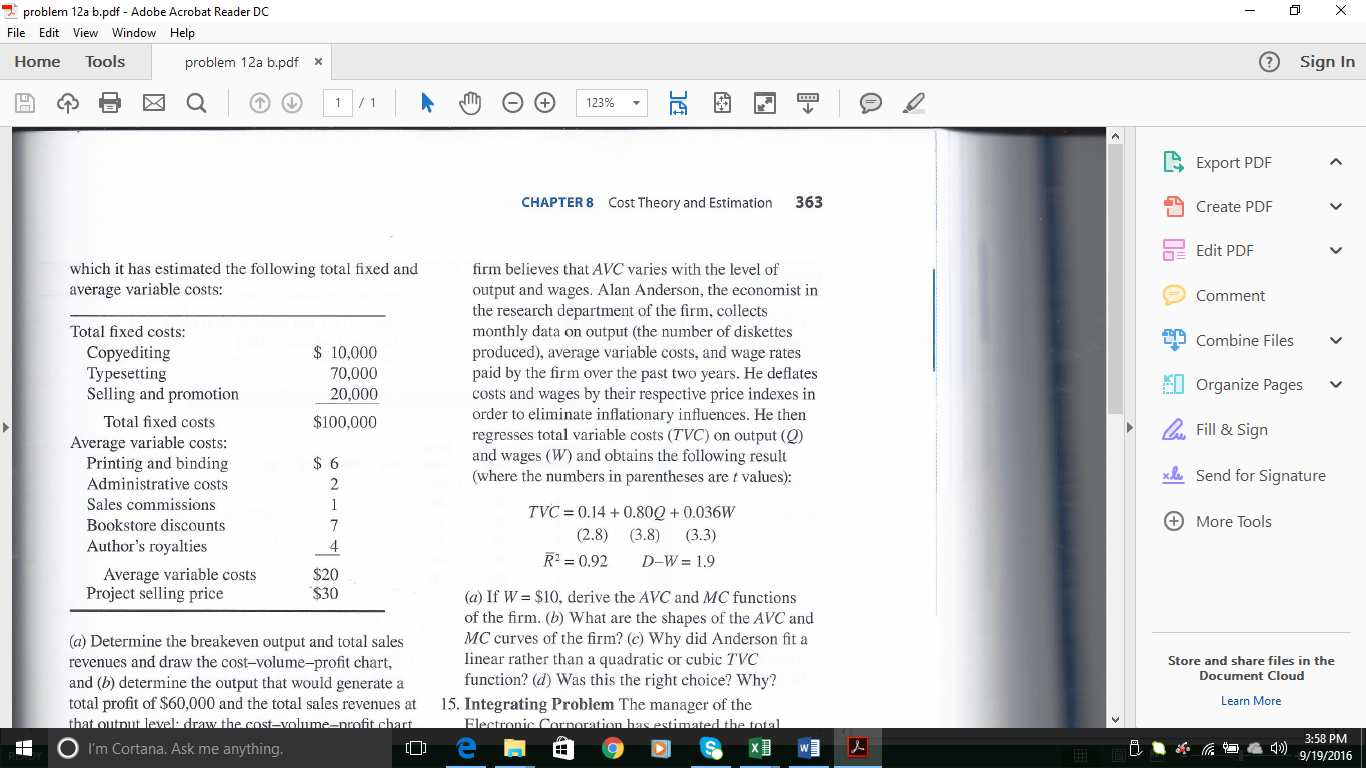 problem 12a b.pdf - Adobe Acrobat Reader DC
File Edit View Window Help
Home Tools problem 12a b.pdf × ? Sign In
1 / 1 123%
CHAPTER 8 Cost Theory and Estimation 363
which it has estimated the following total fixed and
average variable costs:
Total fixed costs:
Copyediting $ 10,000
Typesetting 70,000
Selling and promotion 20,000
Total fixed costs $100,000
Average variable costs:
Printing and binding $ 6
Administrative costs 2
Sales commissions 1
Bookstore discounts 7
Author's royalties 4
Average variable costs $20
Project selling price $30
(a) Determine the breakeven output and total sales
revenues and draw the cost–volume–profit chart,
and (b) determine the output that would generate a
total profit of $60,000 and the total sales revenues at
that output level; draw the cost–volume–profit chart
firm believes that AVC varies with the level of
output and wages. Alan Anderson, the economist in
the research department of the firm, collects
monthly data on output (the number of diskettes
produced), average variable costs, and wage rates
paid by the firm over the past two years. He deflates
costs and wages by their respective price indexes in
order to eliminate inflationary influences. He then
regresses total variable costs (TVC) on output (Q)
and wages (W) and obtains the following result
(where the numbers in parentheses are t values):
TVC = 0.14 + 0.80Q + 0.036W
(2.8) (3.8) (3.3)
R̄² = 0.92 D–W = 1.9
(a) If W = $10, derive the AVC and MC functions
of the firm. (b) What are the shapes of the AVC and
MC curves of the firm? (c) Why did Anderson fit a
linear rather than a quadratic or cubic TVC
function? (d) Was this the right choice? Why?
15. Integrating Problem The manager of the
Electronic Corporation has estimated the total
Export PDF
Create PDF
Edit PDF
Comment
Combine Files
Organize Pages
Fill & Sign
Send for Signature
More Tools
Store and share files in the
Document Cloud
Learn More
I'm Cortana. Ask me anything.
READY
3:58 PM
9/19/2016